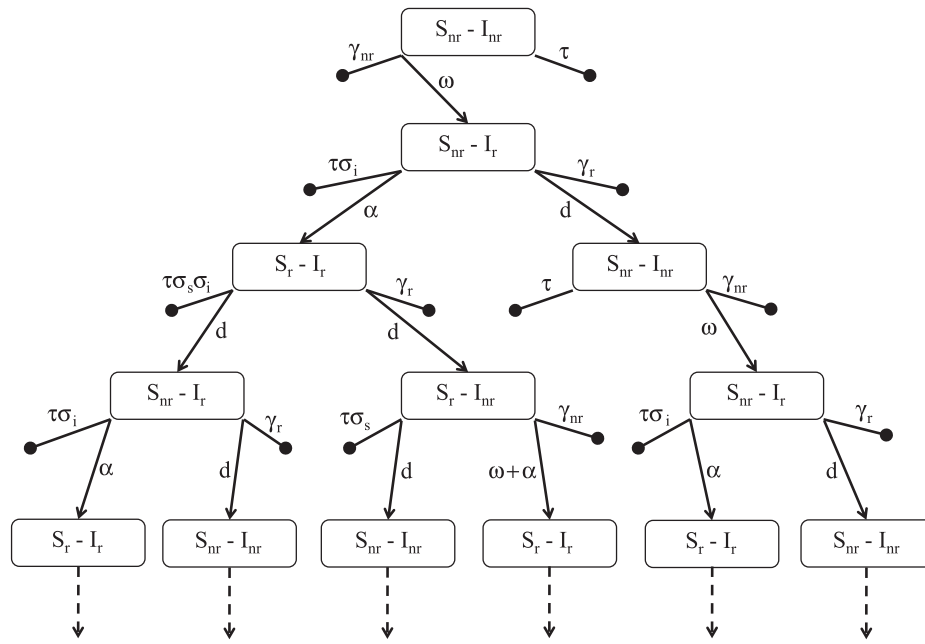 S_nr - I_nr
γ_nr τ
ω
S_nr - I_r
τσ_i γ_r
α d
S_r - I_r S_nr - I_nr
τσ_sσ_i γ_r τ γ_nr
d d ω
S_nr - I_r S_r - I_nr S_nr - I_r
τσ_i γ_r τσ_s γ_nr τσ_i γ_r
α d d ω+α α d
S_r - I_r S_nr - I_nr S_nr - I_nr S_r - I_r S_r - I_r S_nr - I_nr